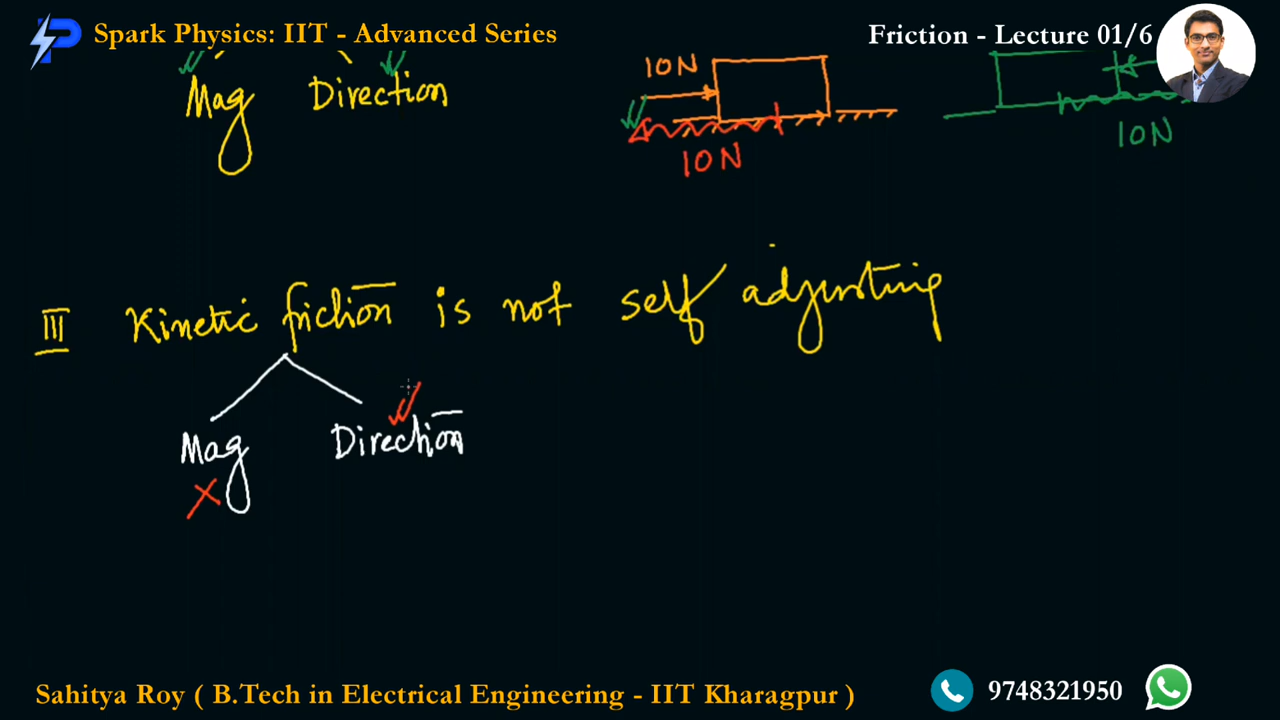 Spark Physics: IIT - Advanced Series
Friction - Lecture 01/6
Mag Direction
10N
10N
10N
III Kinetic friction is not self adjusting
Mag Direction
Sahitya Roy ( B.Tech in Electrical Engineering - IIT Kharagpur )
9748321950